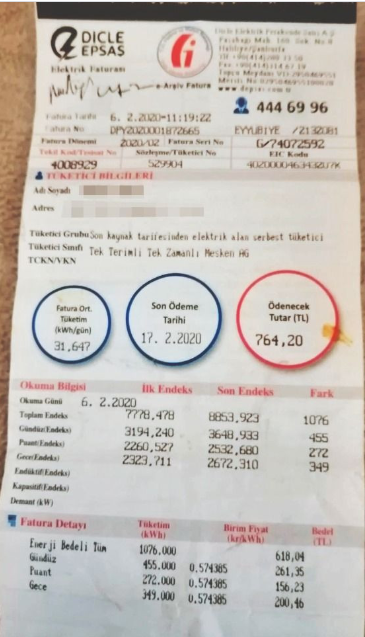 DICLE
EPSAŞ
Elektrik Faturası
e-Arşiv Fatura
444 69 96
Fatura Tarihi 6. 2.2020-11:19:22
Fatura No DPY2020001872665 EYYUBIYE /2132081
Fatura Dönemi 2020/02 Fatura Seri No G/74072592
Tekil Kod/Tesisat No Sözleşme/Tüketici No EIC Kodu
4008929 529904
TÜKETİCİ BİLGİLERİ
Adı Soyadı
Adres
Tüketici Grubu Son kaynak tarifesinden elektrik alan serbest tüketici
Tüketici Sınıfı Tek Terimli Tek Zamanlı Mesken AG
TCKN/VKN
Fatura Ort.
Tüketim
(kWh/gün)
31,647
Son Ödeme
Tarihi
17. 2.2020
Ödenecek
Tutar (TL)
764,20
Okuma Bilgisi İlk Endeks Son Endeks Fark
Okuma Günü 6. 2.2020
Toplam Endeks 7778,478 8853,923 1076
Gündüz(Endeks) 3194,240 3648,933 455
Puant(Endeks) 2260,527 2532,680 272
Gece(Endeks) 2323,711 2672,310 349
Endüktif(Endeks)
Kapasitif(Endeks)
Demant (kW)
Fatura Detayı Tüketim (kWh) Birim Fiyat (kr/kWh) Bedel (TL)
Enerji Bedeli Tüm 1076.000 618,04
Gündüz 455.000 0.574385 261,35
Puant 272.000 0.574385 156,23
Gece 349.000 0.574385 200,46